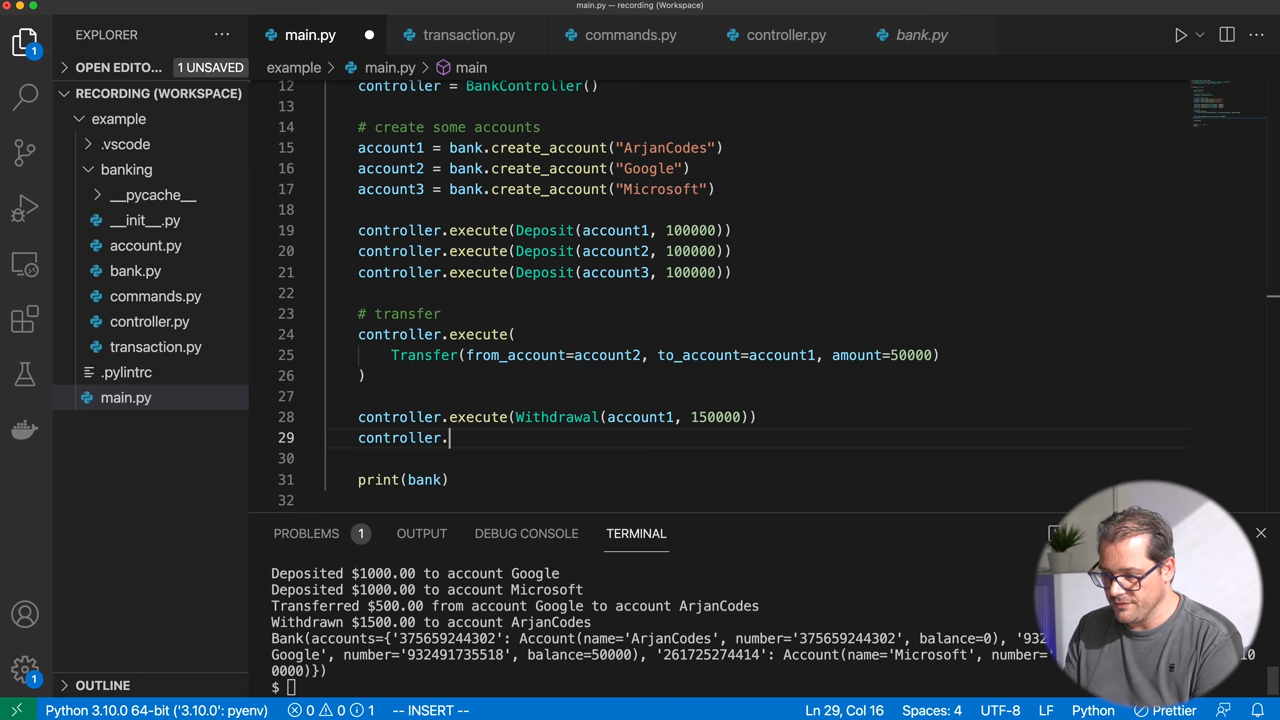 main.py — recording (Workspace)
EXPLORER
main.py
transaction.py
commands.py
controller.py
bank.py
1
OPEN EDITO... 1 UNSAVED
example > main.py > main
RECORDING (WORKSPACE)
example
.vscode
banking
__pycache__
__init__.py
account.py
bank.py
commands.py
controller.py
transaction.py
.pylintrc
main.py
OUTLINE
1
12 controller = BankController()
13
14 # create some accounts
15 account1 = bank.create_account("ArjanCodes")
16 account2 = bank.create_account("Google")
17 account3 = bank.create_account("Microsoft")
18
19 controller.execute(Deposit(account1, 100000))
20 controller.execute(Deposit(account2, 100000))
21 controller.execute(Deposit(account3, 100000))
22
23 # transfer
24 controller.execute(
25 Transfer(from_account=account2, to_account=account1, amount=50000)
26 )
27
28 controller.execute(Withdrawal(account1, 150000))
29 controller.
30
31 print(bank)
32
PROBLEMS 1 OUTPUT DEBUG CONSOLE TERMINAL
Deposited $1000.00 to account Google
Deposited $1000.00 to account Microsoft
Transferred $500.00 from account Google to account ArjanCodes
Withdrawn $1500.00 to account ArjanCodes
Bank(accounts={'375659244302': Account(name='ArjanCodes', number='375659244302', balance=0), '932
Google', number='932491735518', balance=50000), '261725274414': Account(name='Microsoft', number= 10
0000)})
$
Python 3.10.0 64-bit ('3.10.0': pyenv) 0 0 1 -- INSERT -- Ln 29, Col 16 Spaces: 4 UTF-8 LF Python Prettier